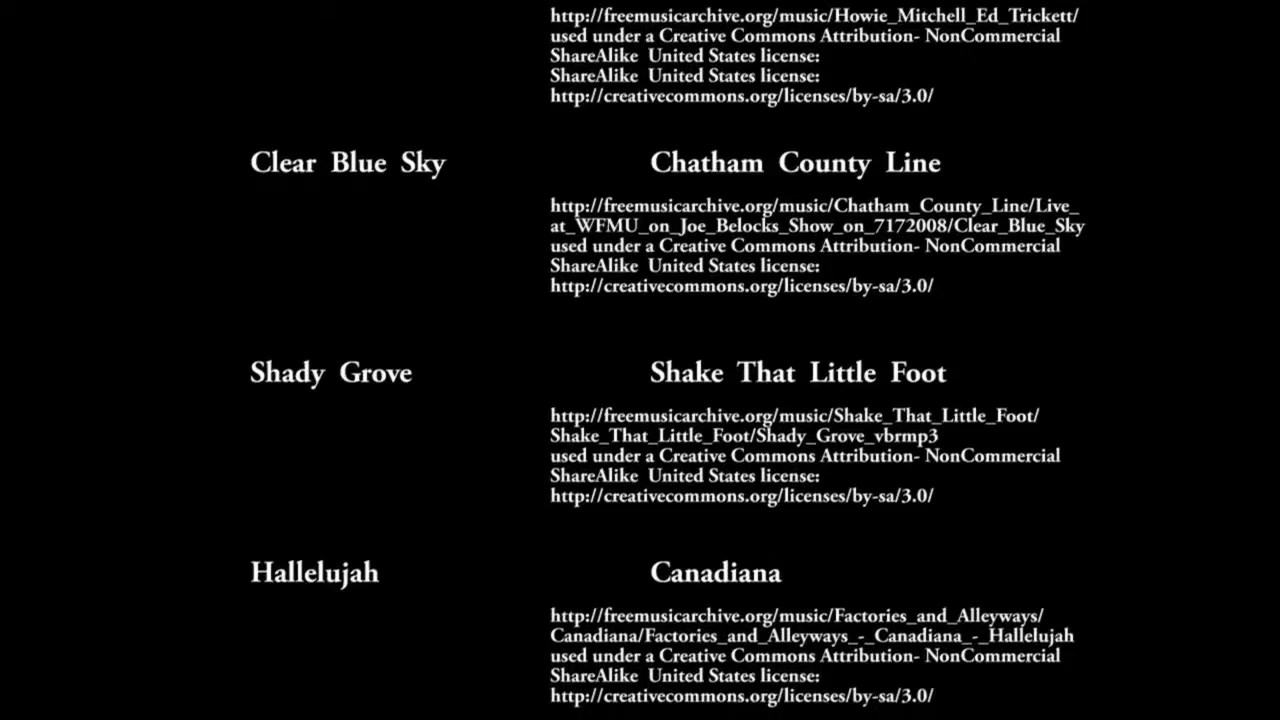 http://freemusicarchive.org/music/Howie_Mitchell_Ed_Trickett/
used under a Creative Commons Attribution- NonCommercial
ShareAlike United States license:
ShareAlike United States license:
http://creativecommons.org/licenses/by-sa/3.0/
Clear Blue Sky Chatham County Line
http://freemusicarchive.org/music/Chatham_County_Line/Live_
at_WFMU_on_Joe_Belocks_Show_on_7172008/Clear_Blue_Sky
used under a Creative Commons Attribution- NonCommercial
ShareAlike United States license:
http://creativecommons.org/licenses/by-sa/3.0/
Shady Grove Shake That Little Foot
http://freemusicarchive.org/music/Shake_That_Little_Foot/
Shake_That_Little_Foot/Shady_Grove_vbrmp3
used under a Creative Commons Attribution- NonCommercial
ShareAlike United States license:
http://creativecommons.org/licenses/by-sa/3.0/
Hallelujah Canadiana
http://freemusicarchive.org/music/Factories_and_Alleyways/
Canadiana/Factories_and_Alleyways_-_Canadiana_-_Hallelujah
used under a Creative Commons Attribution- NonCommercial
ShareAlike United States license:
http://creativecommons.org/licenses/by-sa/3.0/